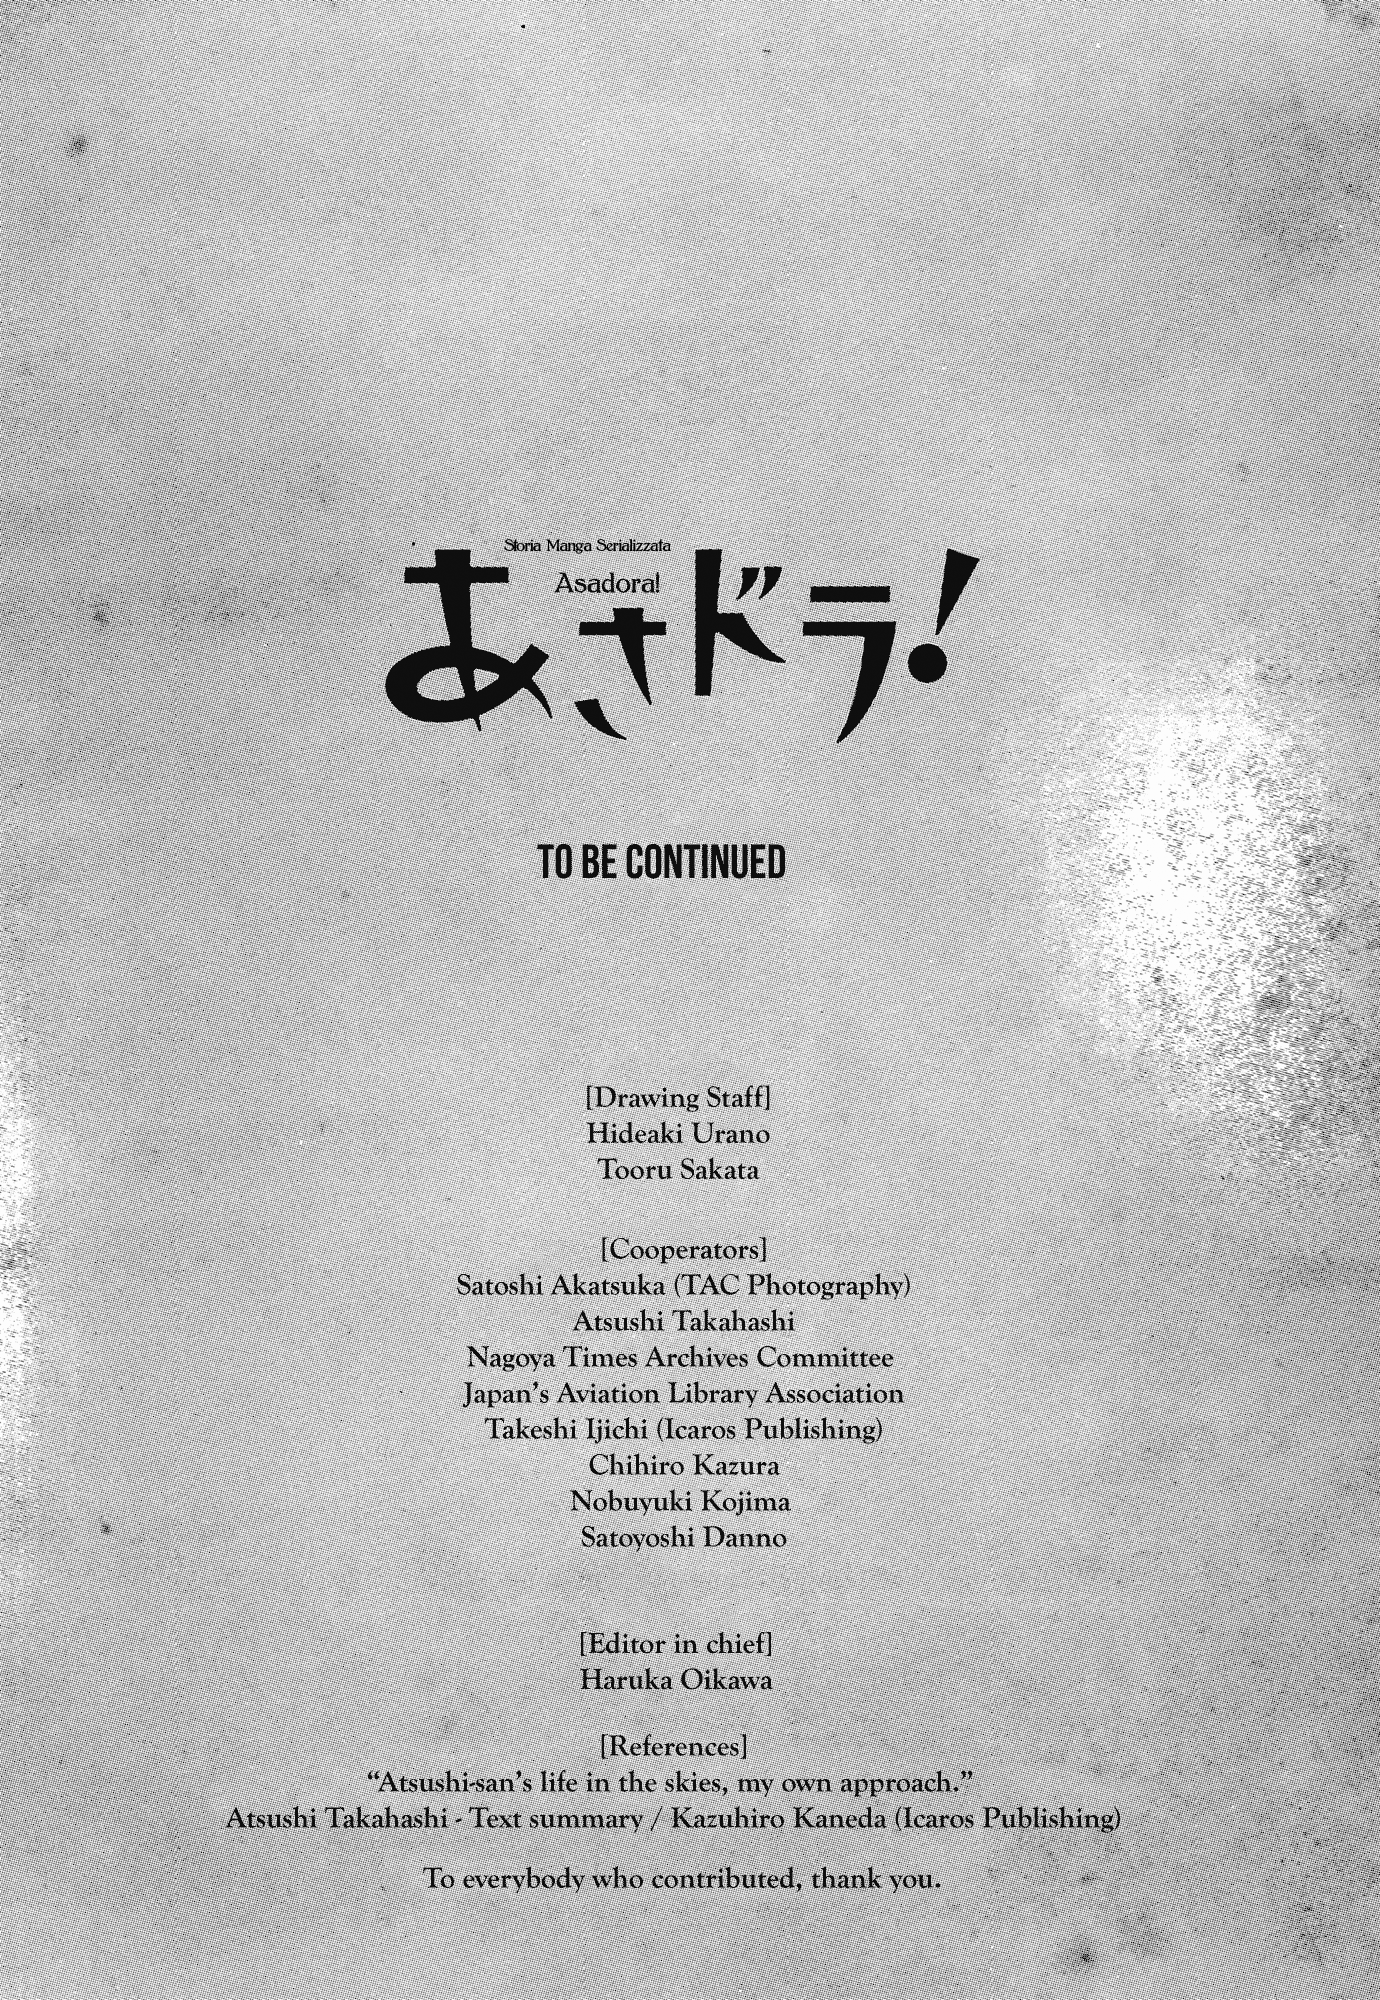 Storia Manga Serializzata
Asadora!
あさドラ!
TO BE CONTINUED
[Drawing Staff]
Hideaki Urano
Tooru Sakata
[Cooperators]
Satoshi Akatsuka (TAC Photography)
Atsushi Takahashi
Nagoya Times Archives Committee
Japan’s Aviation Library Association
Takeshi Ijichi (Icaros Publishing)
Chihiro Kazura
Nobuyuki Kojima
Satoyoshi Danno
[Editor in chief]
Haruka Oikawa
[References]
“Atsushi-san’s life in the skies, my own approach.”
Atsushi Takahashi - Text summary / Kazuhiro Kaneda (Icaros Publishing)
To everybody who contributed, thank you.